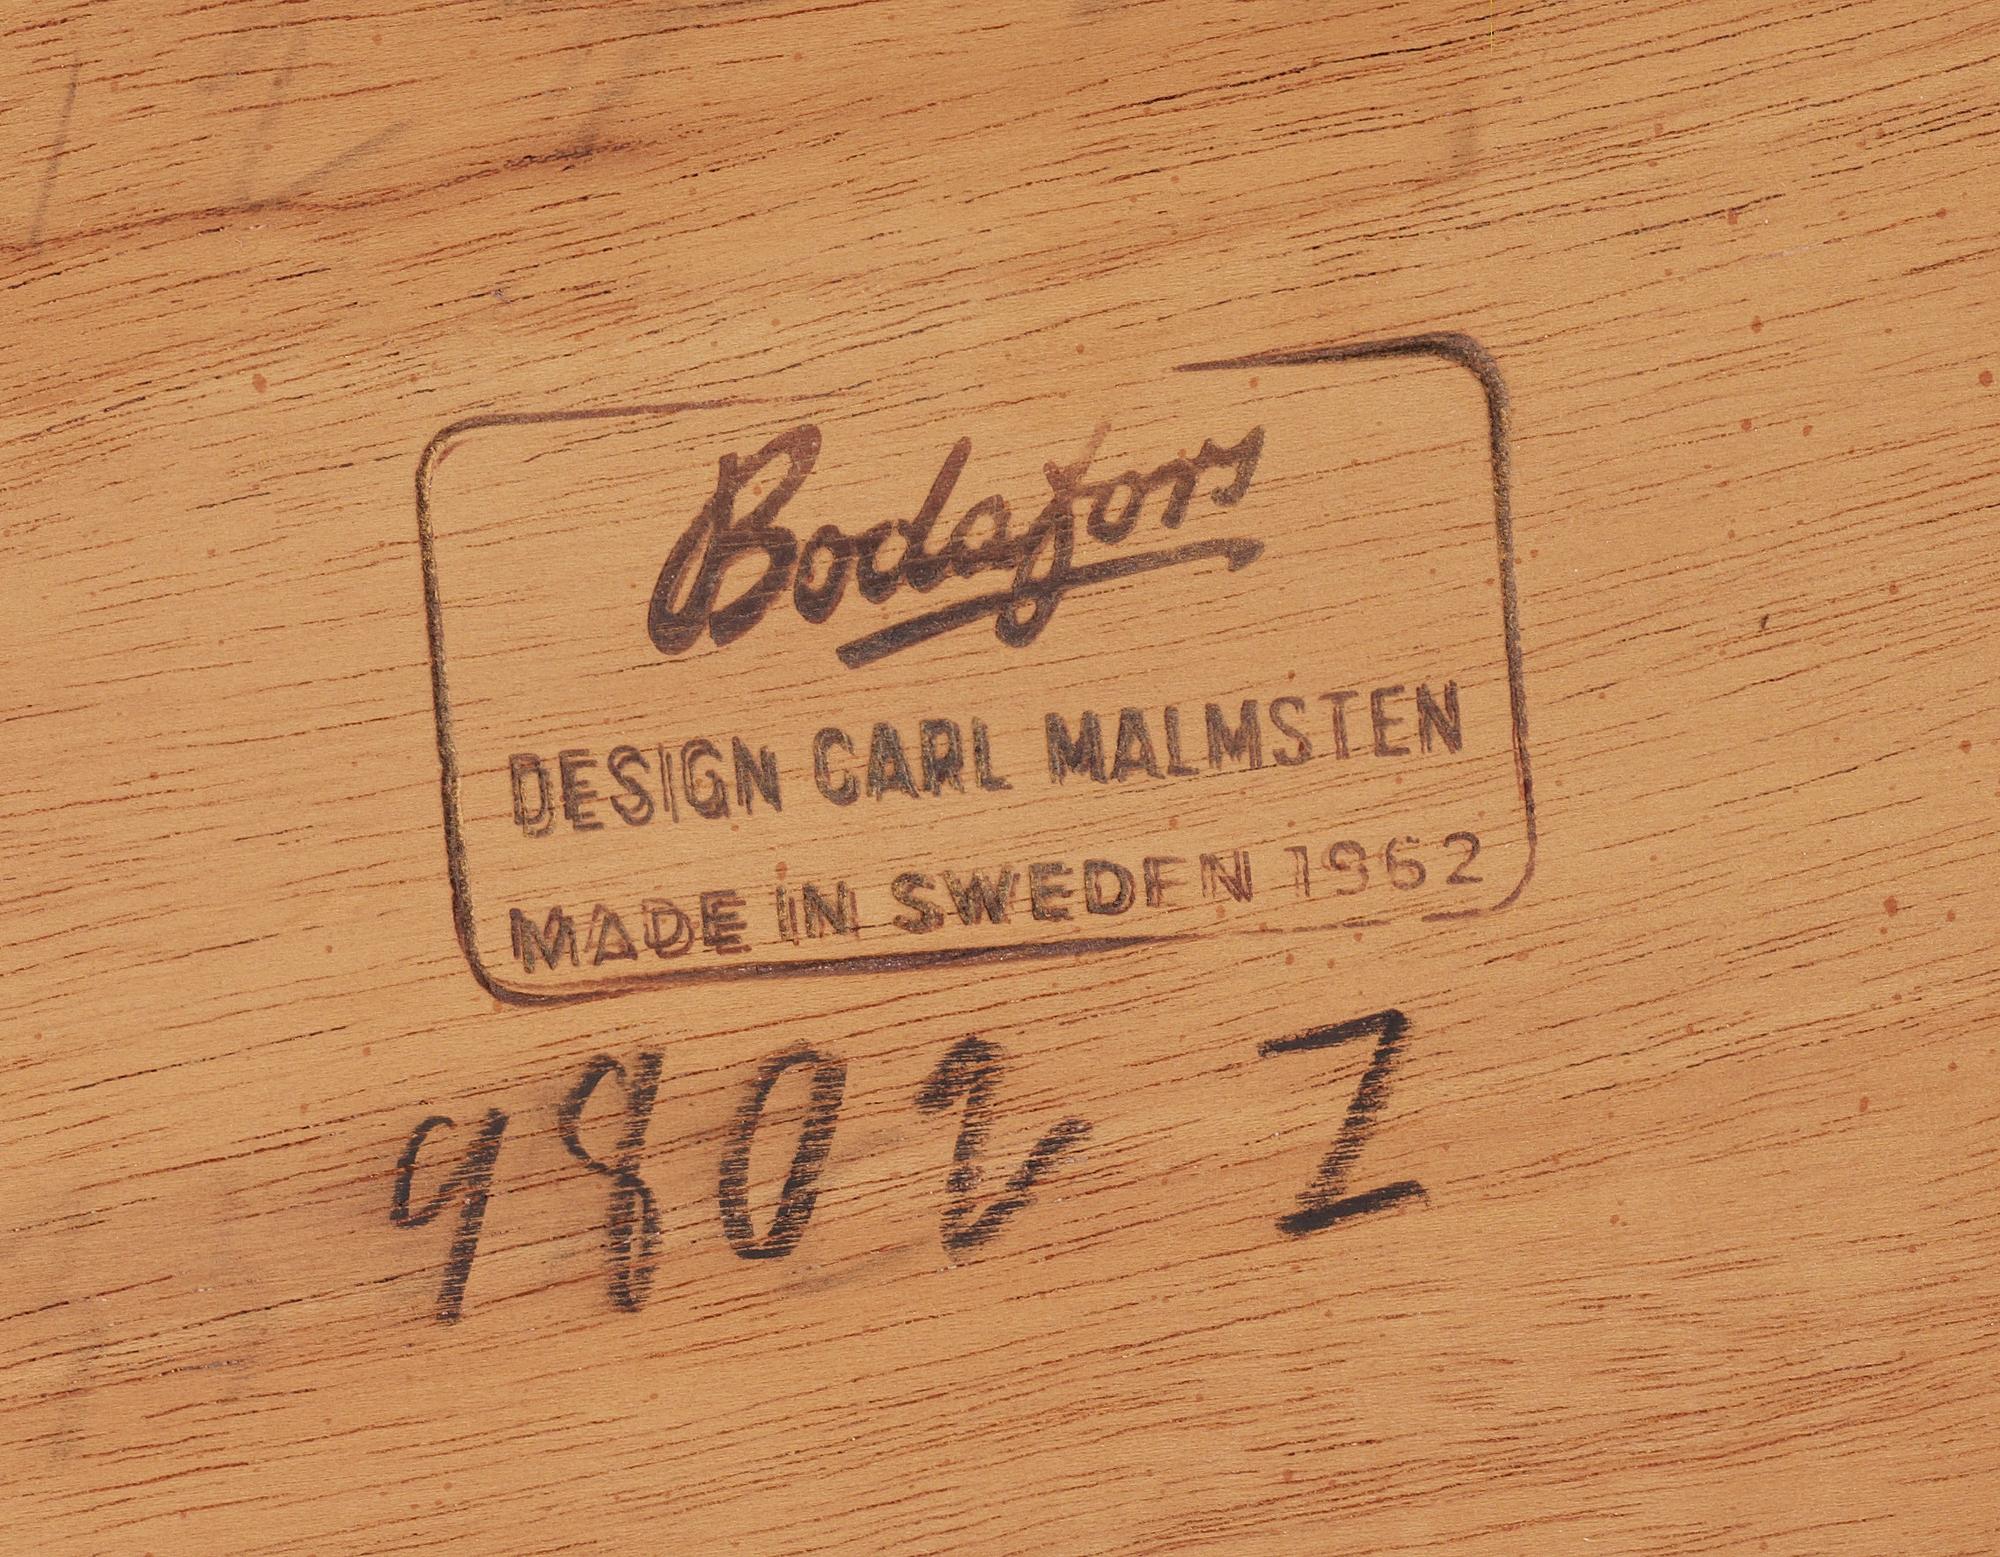 Bodafors
DESIGN CARL MALMSTEN
MADE IN SWEDEN 1962
9802 Z